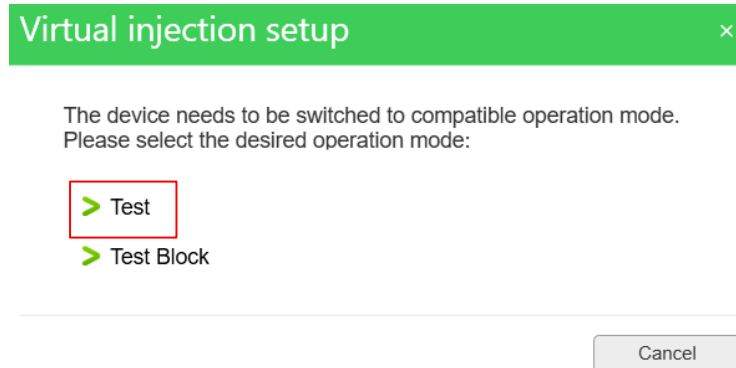 Virtual injection setup
×
The device needs to be switched to compatible operation mode.
Please select the desired operation mode:
Test
Test Block
Cancel